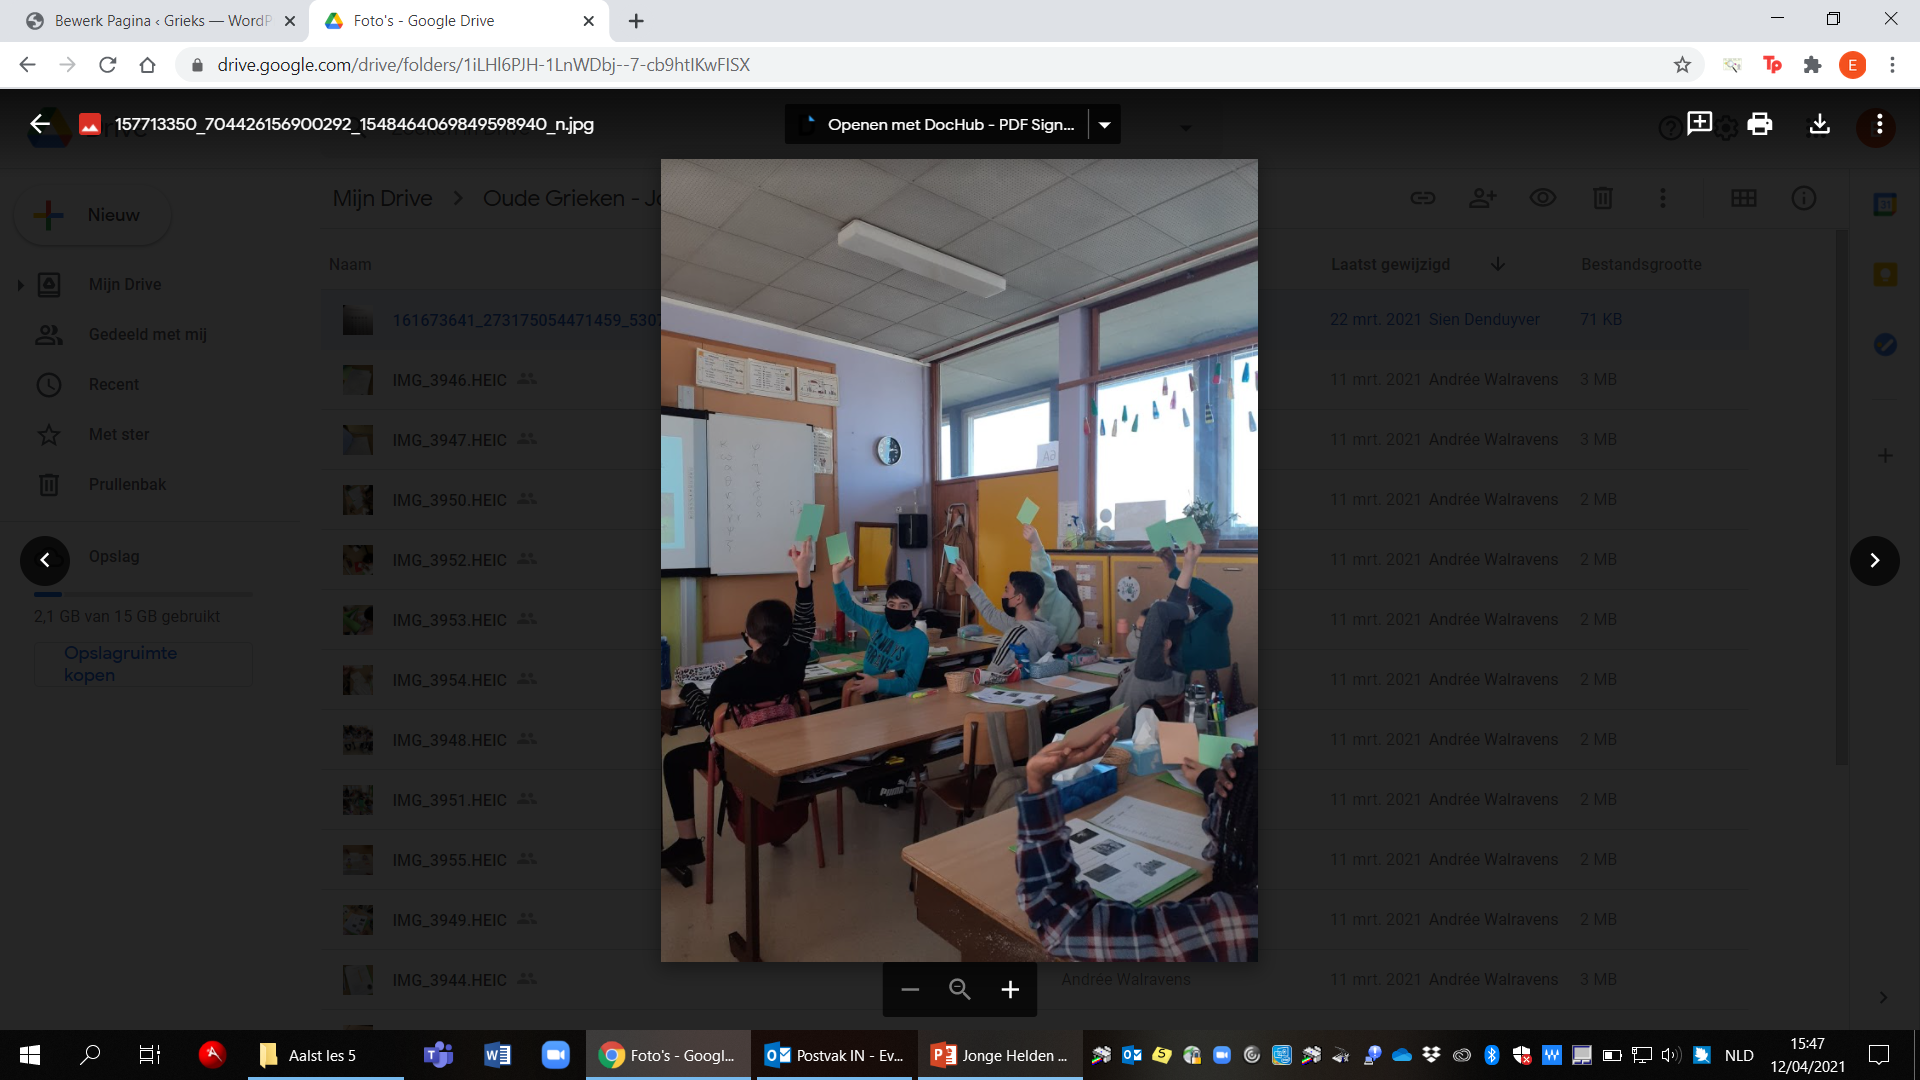 Bewerk Pagina ‹ Grieks — WordP
Foto's - Google Drive
drive.google.com/drive/folders/1iLHl6PJH-1LnWDbj--7-cb9htIKwFISX
Tp
E
157713350_704426156900292_1548464069849598940_n.jpg
Openen met DocHub - PDF Sign...
Nieuw
Mijn Drive
Oude Grieken - Jo
Naam
Laatst gewijzigd
Bestandsgrootte
Mijn Drive
Gedeeld met mij
Recent
Met ster
Prullenbak
Opslag
2,1 GB van 15 GB gebruikt
Opslagruimte
kopen
161673641_273175054471459_5307
22 mrt. 2021 Sien Denduyver
71 KB
IMG_3946.HEIC
11 mrt. 2021 Andrée Walravens
3 MB
IMG_3947.HEIC
11 mrt. 2021 Andrée Walravens
3 MB
IMG_3950.HEIC
11 mrt. 2021 Andrée Walravens
2 MB
IMG_3952.HEIC
11 mrt. 2021 Andrée Walravens
2 MB
IMG_3953.HEIC
11 mrt. 2021 Andrée Walravens
2 MB
IMG_3954.HEIC
11 mrt. 2021 Andrée Walravens
2 MB
IMG_3948.HEIC
11 mrt. 2021 Andrée Walravens
2 MB
IMG_3951.HEIC
11 mrt. 2021 Andrée Walravens
2 MB
IMG_3955.HEIC
11 mrt. 2021 Andrée Walravens
2 MB
IMG_3949.HEIC
11 mrt. 2021 Andrée Walravens
2 MB
IMG_3944.HEIC
Andrée Walravens
11 mrt. 2021 Andrée Walravens
3 MB
Aalst les 5
Foto's - Googl...
Postvak IN - Ev...
Jonge Helden ...
NLD
15:47
12/04/2021